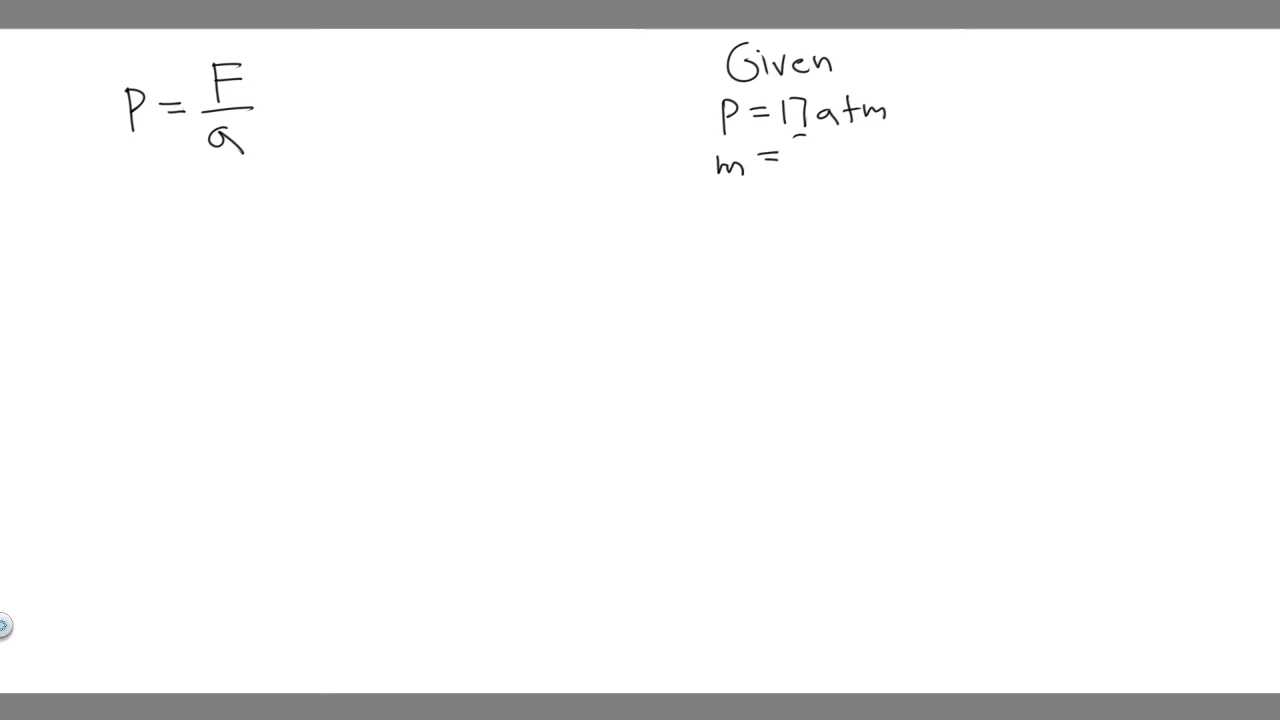 P = F/a
Given
P = 17 atm
m =